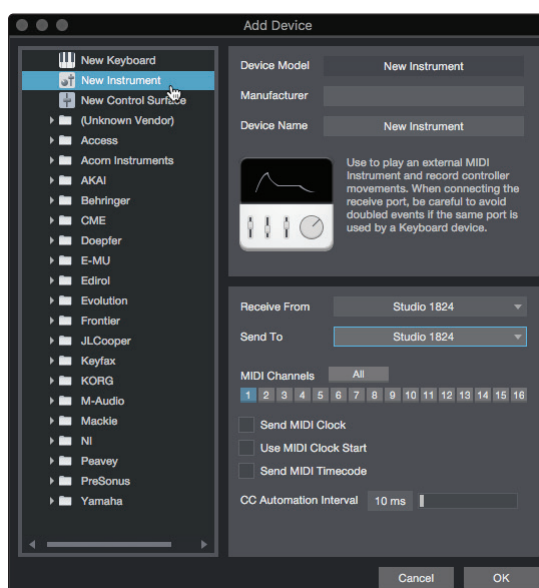 Add Device
New Keyboard
New Instrument
New Control Surface
(Unknown Vendor)
Access
Acorn Instruments
AKAI
Behringer
CME
Doepfer
E-MU
Edirol
Evolution
Frontier
JLCooper
Keyfax
KORG
M-Audio
Mackie
NI
Peavey
PreSonus
Yamaha
Device Model New Instrument
Manufacturer
Device Name New Instrument
Use to play an external MIDI
Instrument and record controller
movements. When connecting the
receive port, be careful to avoid
doubled events if the same port is
used by a Keyboard device.
Receive From Studio 1824
Send To Studio 1824
MIDI Channels All
1 2 3 4 5 6 7 8 9 10 11 12 13 14 15 16
Send MIDI Clock
Use MIDI Clock Start
Send MIDI Timecode
CC Automation Interval 10 ms
Cancel OK